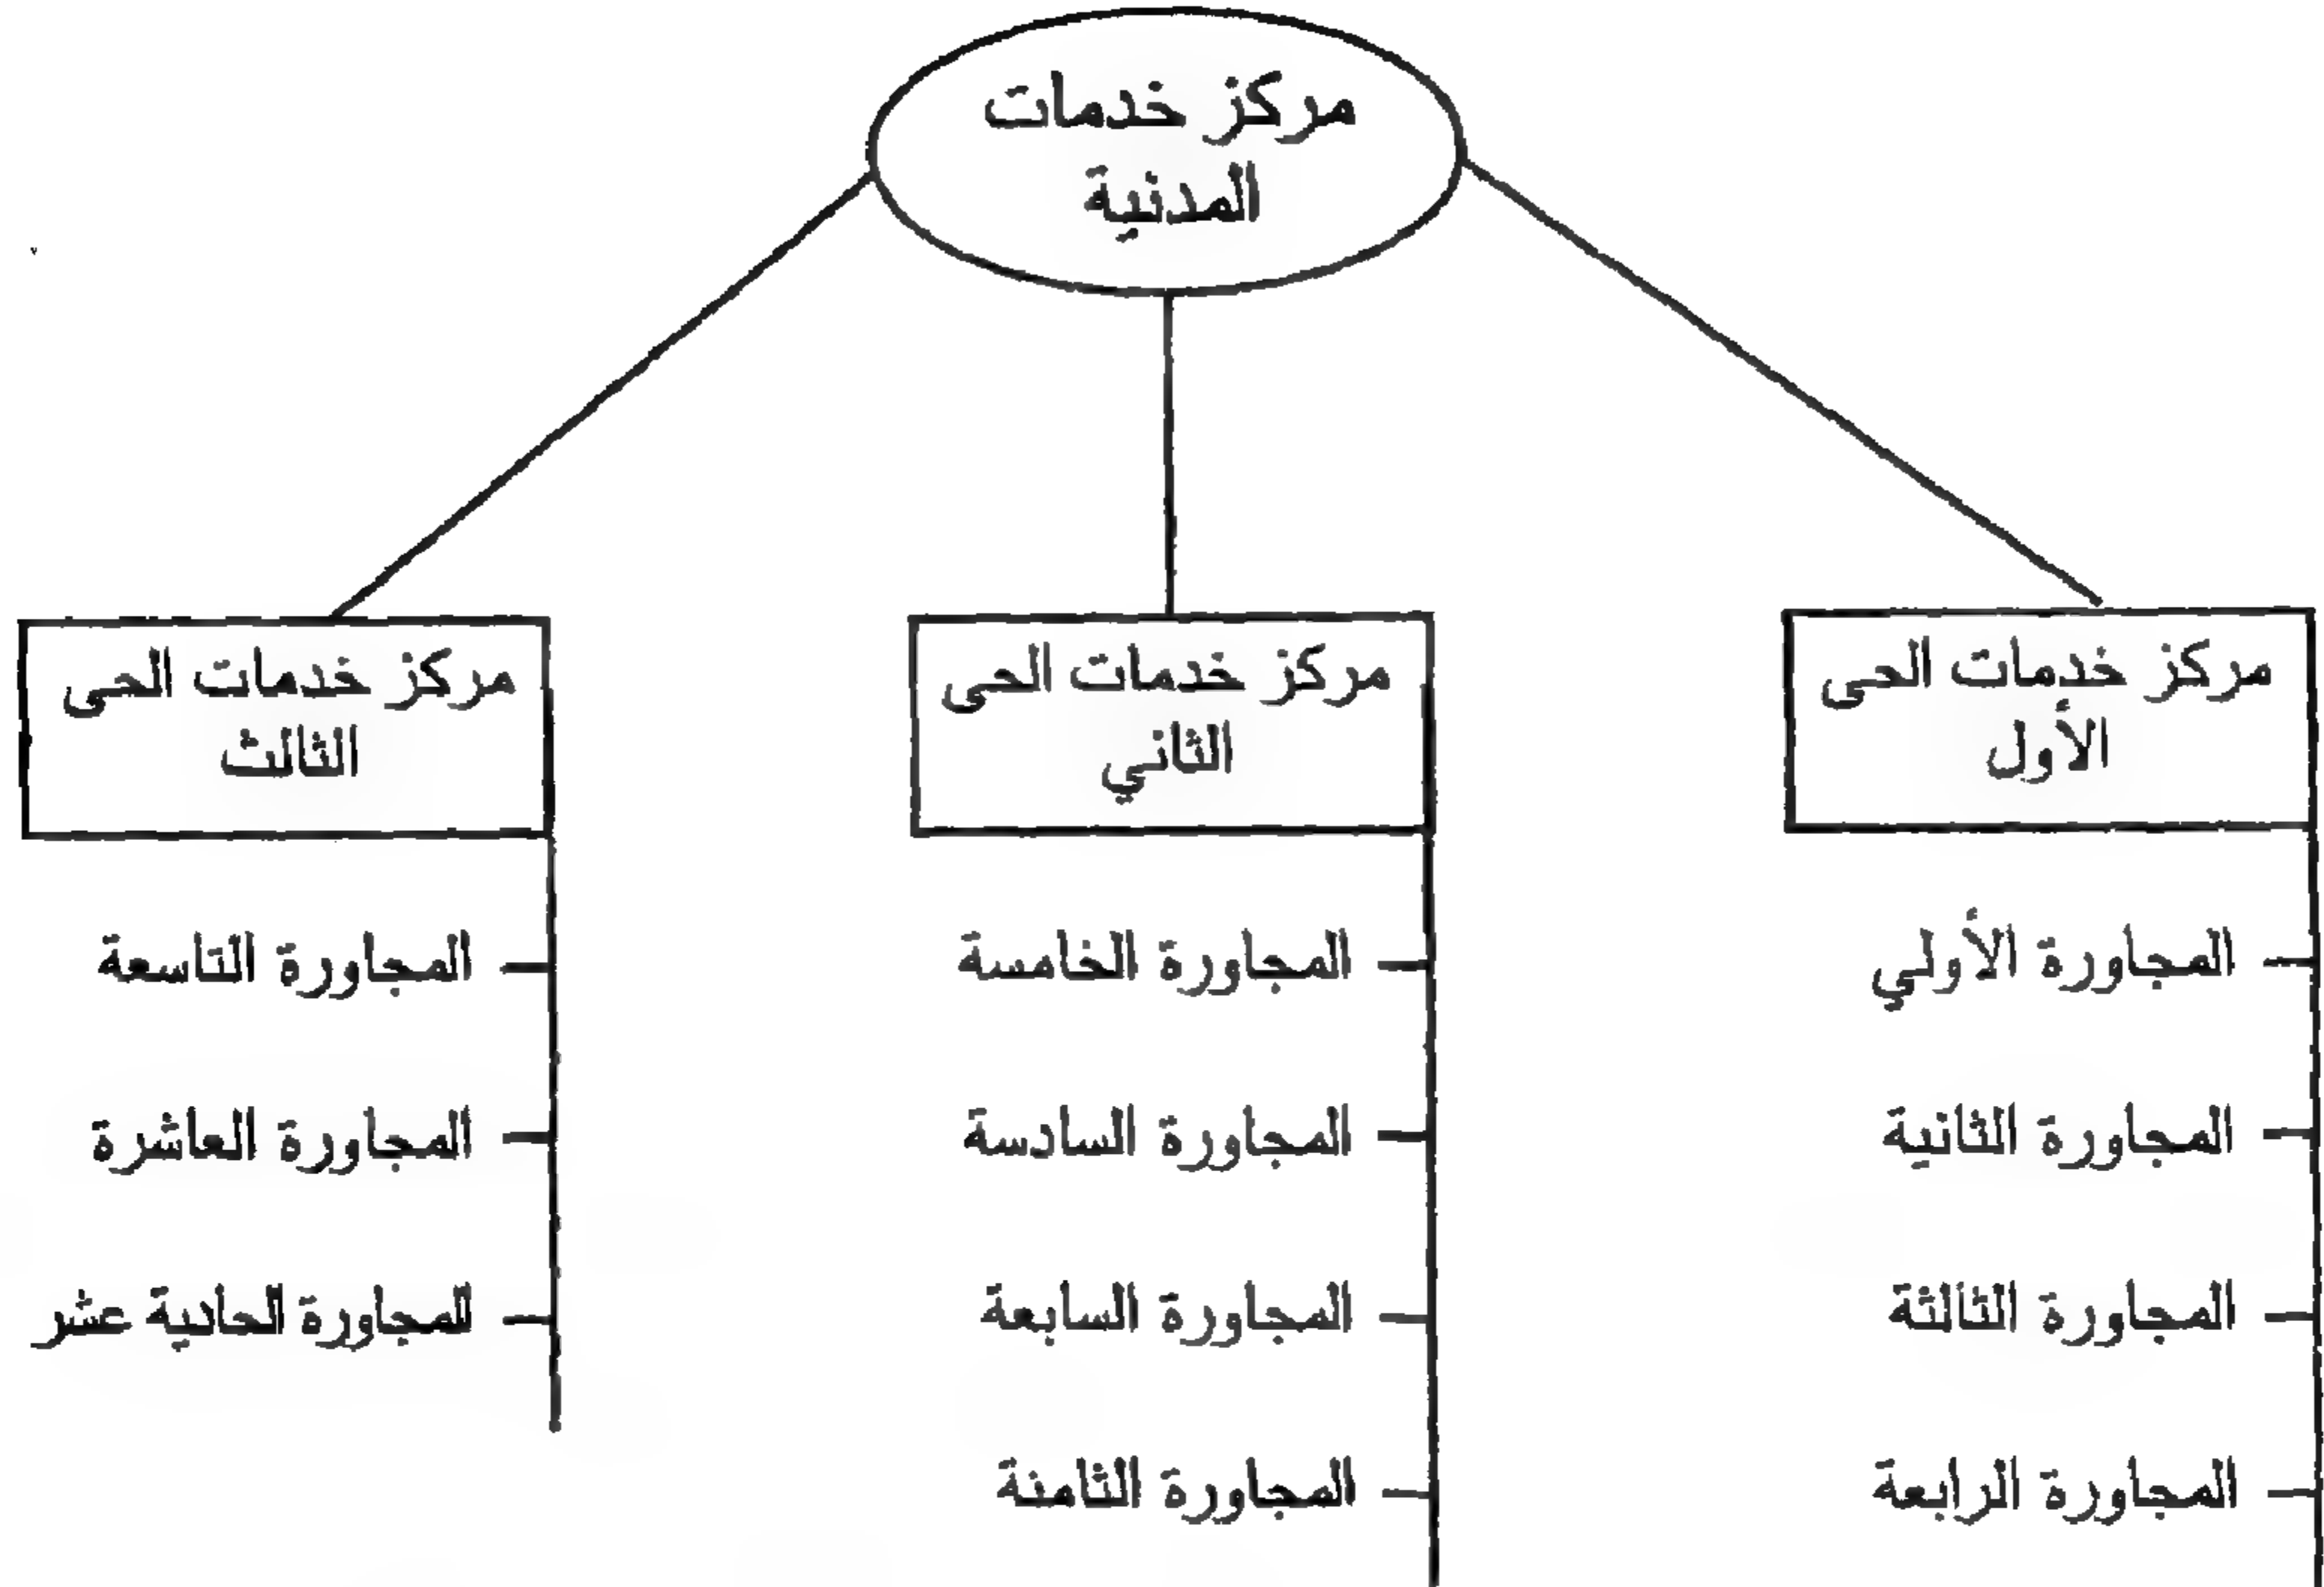 مركز خدمات
المدنية
مركز خدمات الحى
الأول
المجاورة الأولي
المجاورة الثانية
المجاورة الثالثة
المجاورة الرابعة
مركز خدمات الحى
الثاني
المجاورة الخامسة
المجاورة السادسة
المجاورة السابعة
المجاورة الثامنة
مركز خدمات الحى
الثالث
المجاورة التاسعة
المجاورة العاشرة
المجاورة الحادية عشر